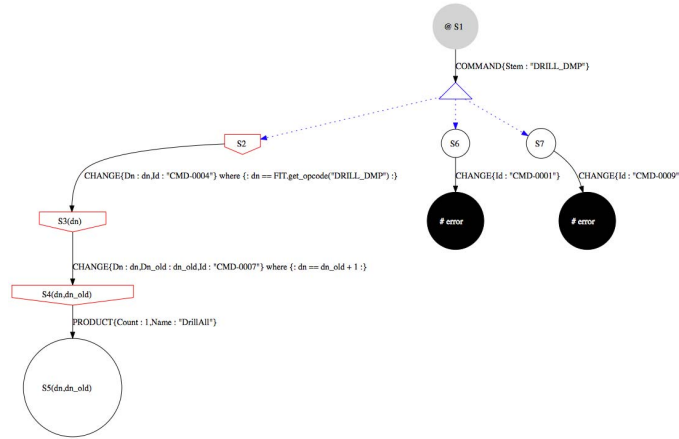 @ S1
COMMAND{Stem : "DRILL_DMP"}
S2
S6
S7
CHANGE{Dn : dn,Id : "CMD-0004"} where {: dn == FIT.get_opcode("DRILL_DMP") :}
CHANGE{Id : "CMD-0001"}
CHANGE{Id : "CMD-0009"}
S3(dn)
# error
# error
CHANGE{Dn : dn,Dn_old : dn_old,Id : "CMD-0007"} where {: dn == dn_old + 1 :}
S4(dn,dn_old)
PRODUCT{Count : 1,Name : "DrillAll"}
S5(dn,dn_old)